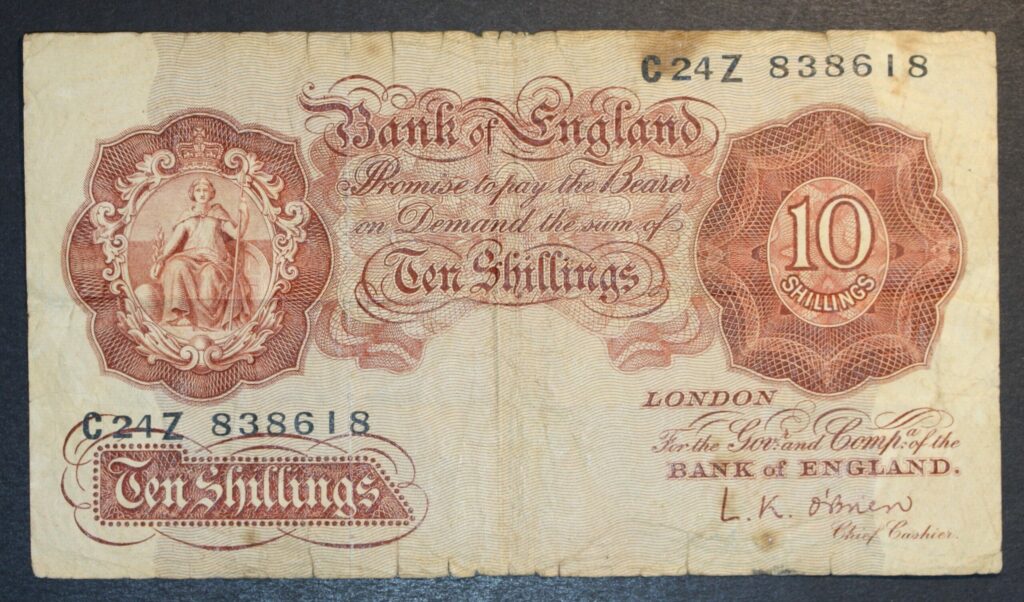 C24Z 838618
Bank of England
Promise to pay the Bearer
on Demand the sum of
Ten Shillings
10
SHILLINGS
C24Z 838618
Ten Shillings
LONDON
For the Govr. and Compa. of the
BANK of ENGLAND.
L. K. O'Brien
Chief Cashier.